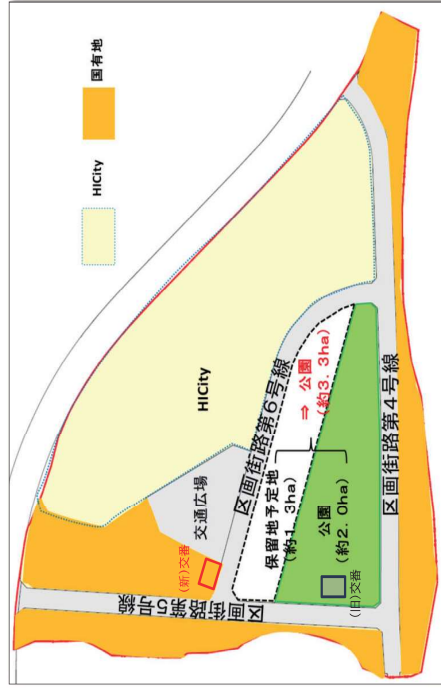 国有地
HICity
HICity
交通広場
(新)交番
区画街路第5号線
区画街路第6号線
保留地予定地
(約1.3ha)
⇒ 公園
(約3.3ha)
公園
(約2.0ha)
(旧)交番
区画街路第4号線